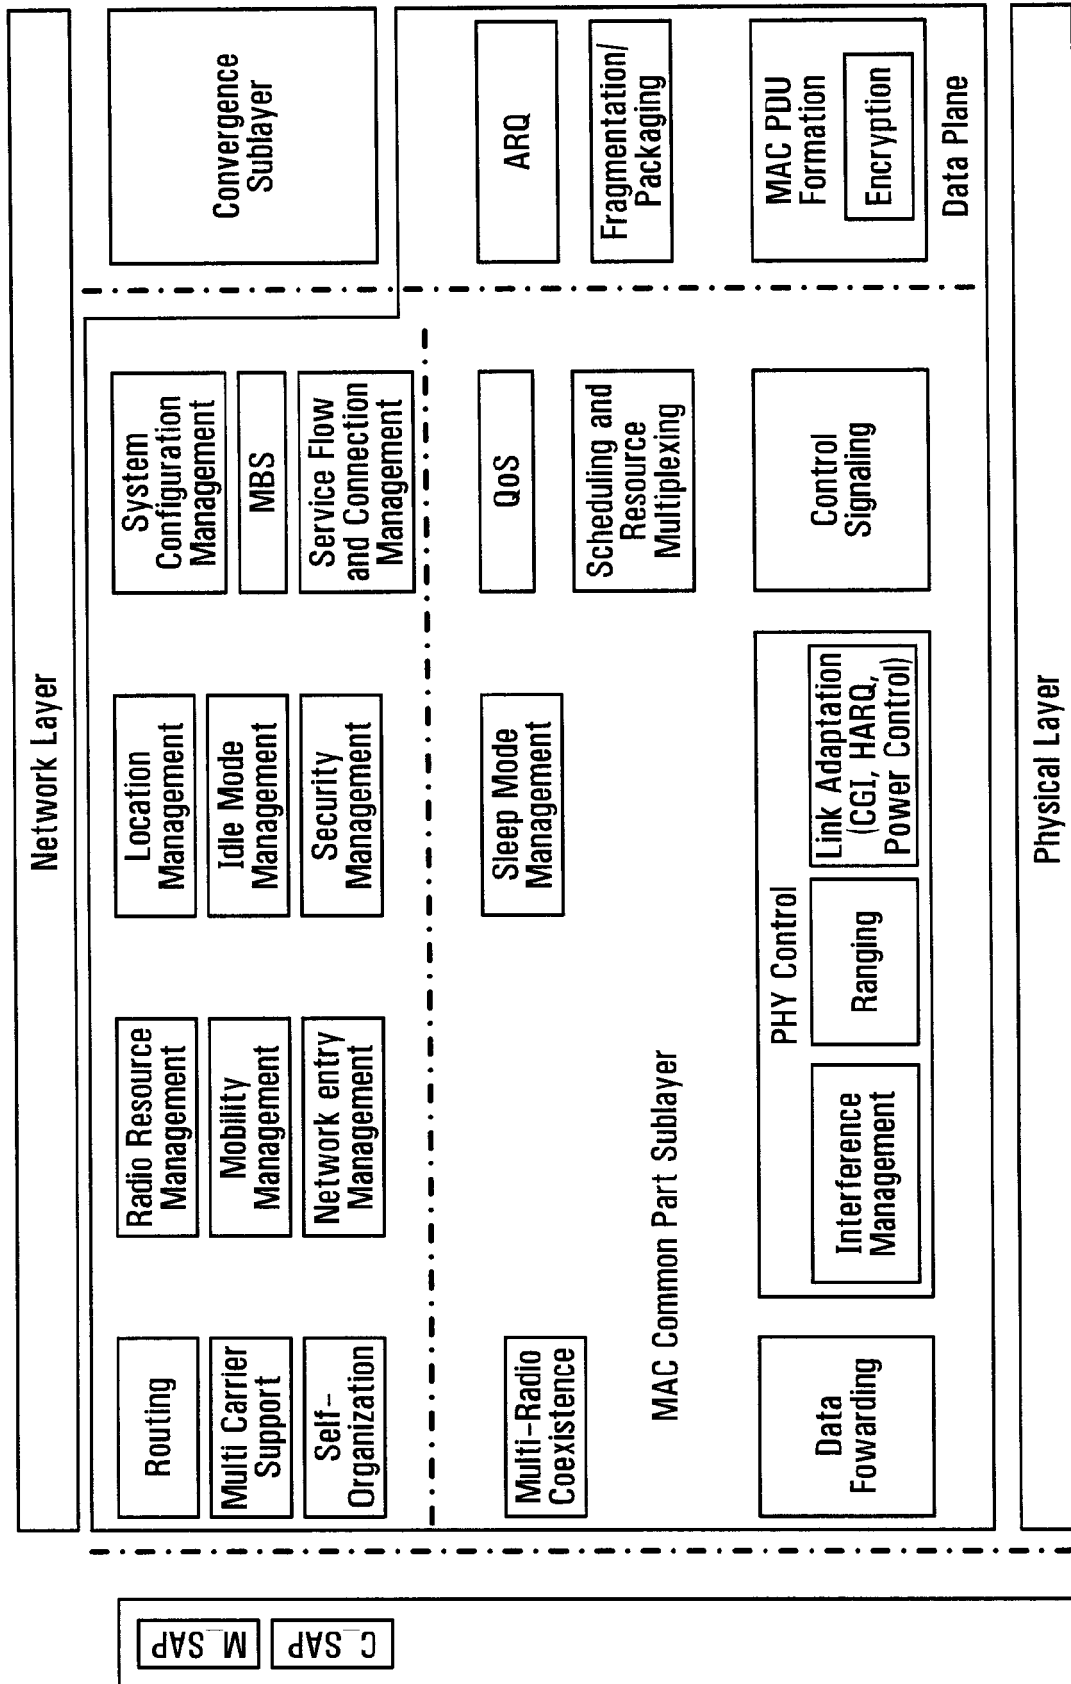 Network Layer
M_SAP
C_SAP
Routing
Multi Carrier
Support
Self-
Organization
Radio Resource
Management
Mobility
Management
Network entry
Management
Location
Management
Idle Mode
Management
Security
Management
System
Configuration
Management
MBS
Service Flow
and Connection
Management
Convergence
Sublayer
Multi-Radio
Coexistence
Sleep Mode
Management
QoS
Scheduling and
Resource
Multiplexing
ARQ
Fragmentation/
Packaging
MAC Common Part Sublayer
Data
Fowarding
PHY Control
Interference
Management
Ranging
Link Adaptation
(CGI, HARQ,
Power Control)
Control
Signaling
MAC PDU
Formation
Encryption
Data Plane
Physical Layer